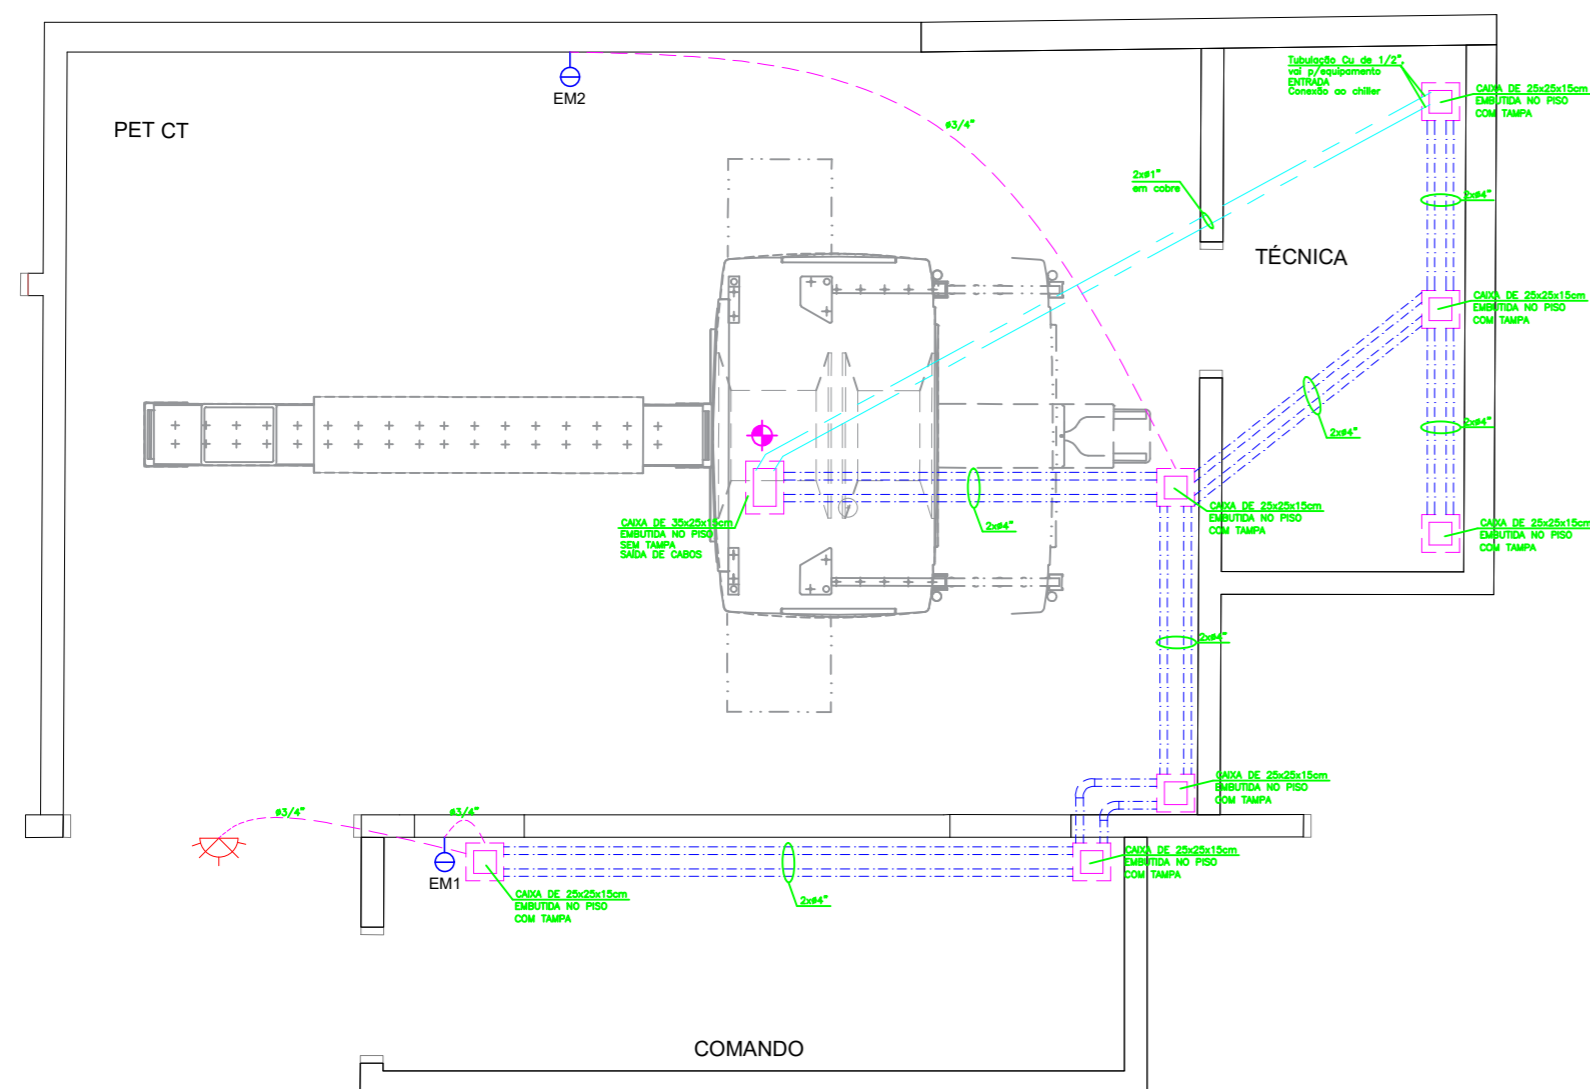 Tubulação Cu de 1/2",
vai p/equipamento
ENTRADA
Conexão ao chiller
CAIXA DE 25x25x15cm
EMBUTIDA NO PISO
COM TAMPA
EM2
PET CT
ø3/4"
2xø1"
em cobre
2xø4"
TÉCNICA
CAIXA DE 25x25x15cm
EMBUTIDA NO PISO
COM TAMPA
2xø4"
2xø4"
CAIXA DE 35x25x15cm
EMBUTIDA NO PISO
SEM TAMPA
SAÍDA DE CABOS
2xø4"
CAIXA DE 25x25x15cm
EMBUTIDA NO PISO
COM TAMPA
CAIXA DE 25x25x15cm
EMBUTIDA NO PISO
COM TAMPA
2xø4"
CAIXA DE 25x25x15cm
EMBUTIDA NO PISO
COM TAMPA
ø3/4"
ø3/4"
EM1
CAIXA DE 25x25x15cm
EMBUTIDA NO PISO
COM TAMPA
2xø4"
CAIXA DE 25x25x15cm
EMBUTIDA NO PISO
COM TAMPA
COMANDO